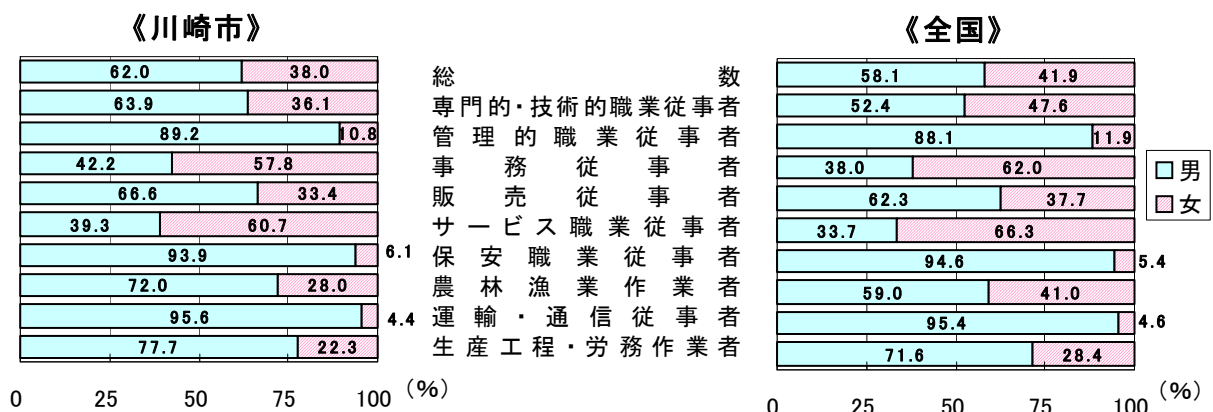 《川崎市》
62.0 38.0
63.9 36.1
89.2 10.8
42.2 57.8
66.6 33.4
39.3 60.7
93.9 6.1
72.0 28.0
95.6 4.4
77.7 22.3
0 25 50 75 100 (%)
総数
専門的・技術的職業従事者
管理的職業従事者
事務従事者
販売従事者
サービス職業従事者
保安職業従事者
農林漁業作業者
運輸・通信従事者
生産工程・労務作業者
《全国》
58.1 41.9
52.4 47.6
88.1 11.9
38.0 62.0
62.3 37.7
33.7 66.3
94.6 5.4
59.0 41.0
95.4 4.6
71.6 28.4
0 25 50 75 100 (%)
男
女